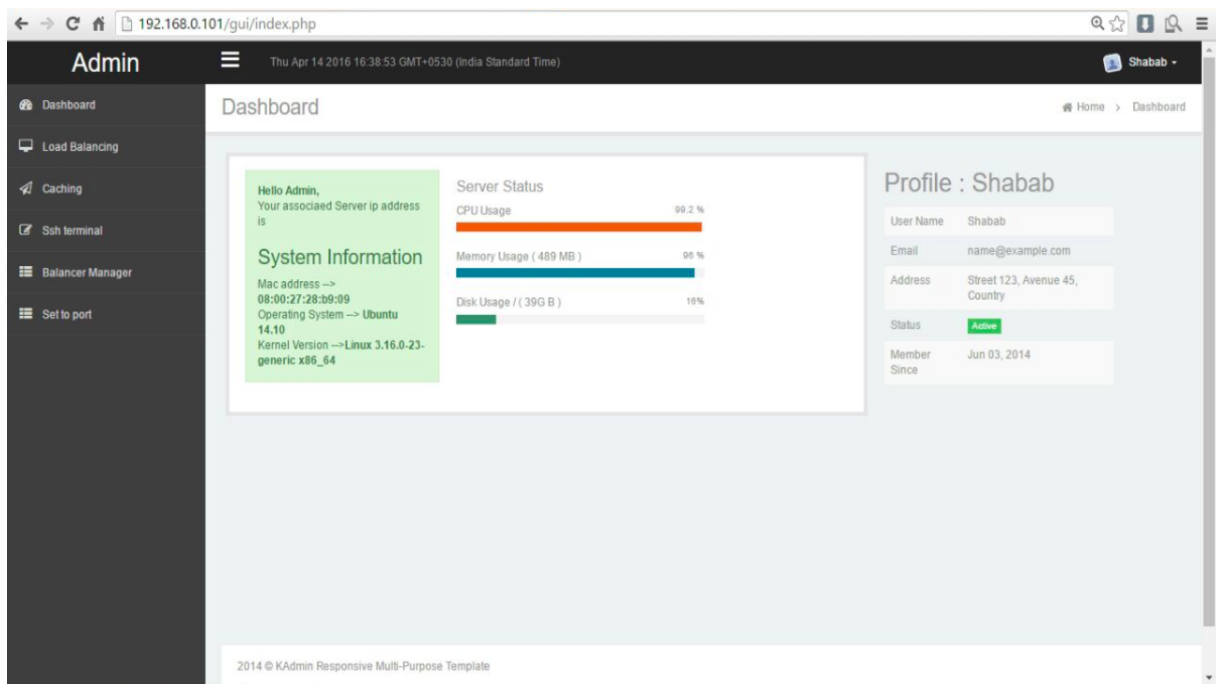 192.168.0.101/gui/index.php
Admin
Thu Apr 14 2016 16:38:53 GMT+0530 (India Standard Time)
Shabab
Dashboard
Load Balancing
Caching
Ssh terminal
Balancer Manager
Set to port
Dashboard
Home > Dashboard
Hello Admin,
Your associaed Server ip address
is
System Information
Mac address -->
08:00:27:28:b9:09
Operating System --> Ubuntu
14.10
Kernel Version -->Linux 3.16.0-23-
generic x86_64
Server Status
CPU Usage 99.2 %
Memory Usage ( 489 MB ) 96 %
Disk Usage / ( 39G B ) 16%
Profile : Shabab
User Name Shabab
Email name@example.com
Address Street 123, Avenue 45,
Country
Status Active
Member Jun 03, 2014
Since
2014 © KAdmin Responsive Multi-Purpose Template